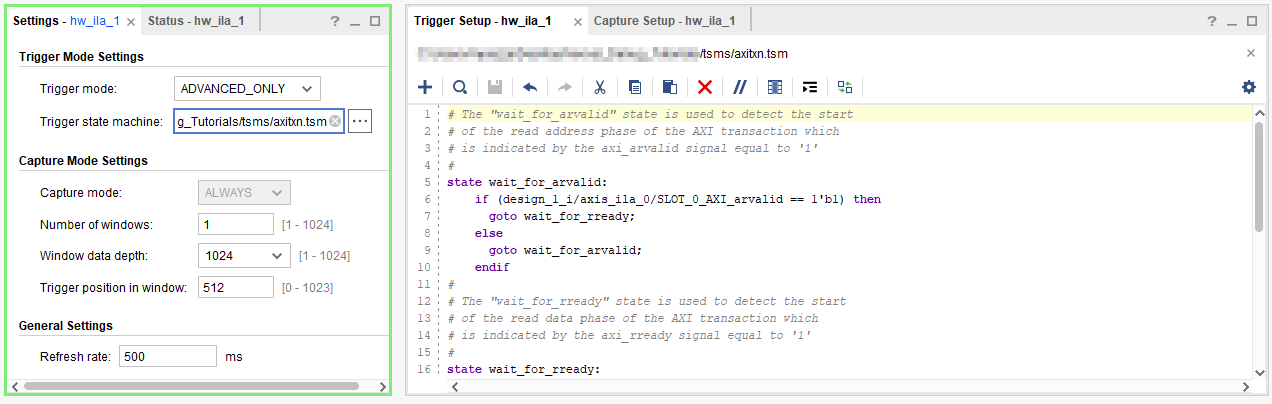 Settings - hw_ila_1
Status - hw_ila_1
Trigger Mode Settings
Trigger mode: ADVANCED_ONLY
Trigger state machine: g_Tutorials/tsms/axitxn.tsm
Capture Mode Settings
Capture mode: ALWAYS
Number of windows: 1 [1 - 1024]
Window data depth: 1024 [1 - 1024]
Trigger position in window: 512 [0 - 1023]
General Settings
Refresh rate: 500 ms
Trigger Setup - hw_ila_1
Capture Setup - hw_ila_1
/tsms/axitxn.tsm
1 # The "wait_for_arvalid" state is used to detect the start
2 # of the read address phase of the AXI transaction which
3 # is indicated by the axi_arvalid signal equal to '1'
4 #
5 state wait_for_arvalid:
6 if (design_1_i/axis_ila_0/SLOT_0_AXI_arvalid == 1'b1) then
7 goto wait_for_rready;
8 else
9 goto wait_for_arvalid;
10 endif
11 #
12 # The "wait_for_rready" state is used to detect the start
13 # of the read data phase of the AXI transaction which
14 # is indicated by the axi_rready signal equal to '1'
15 #
16 state wait_for_rready: